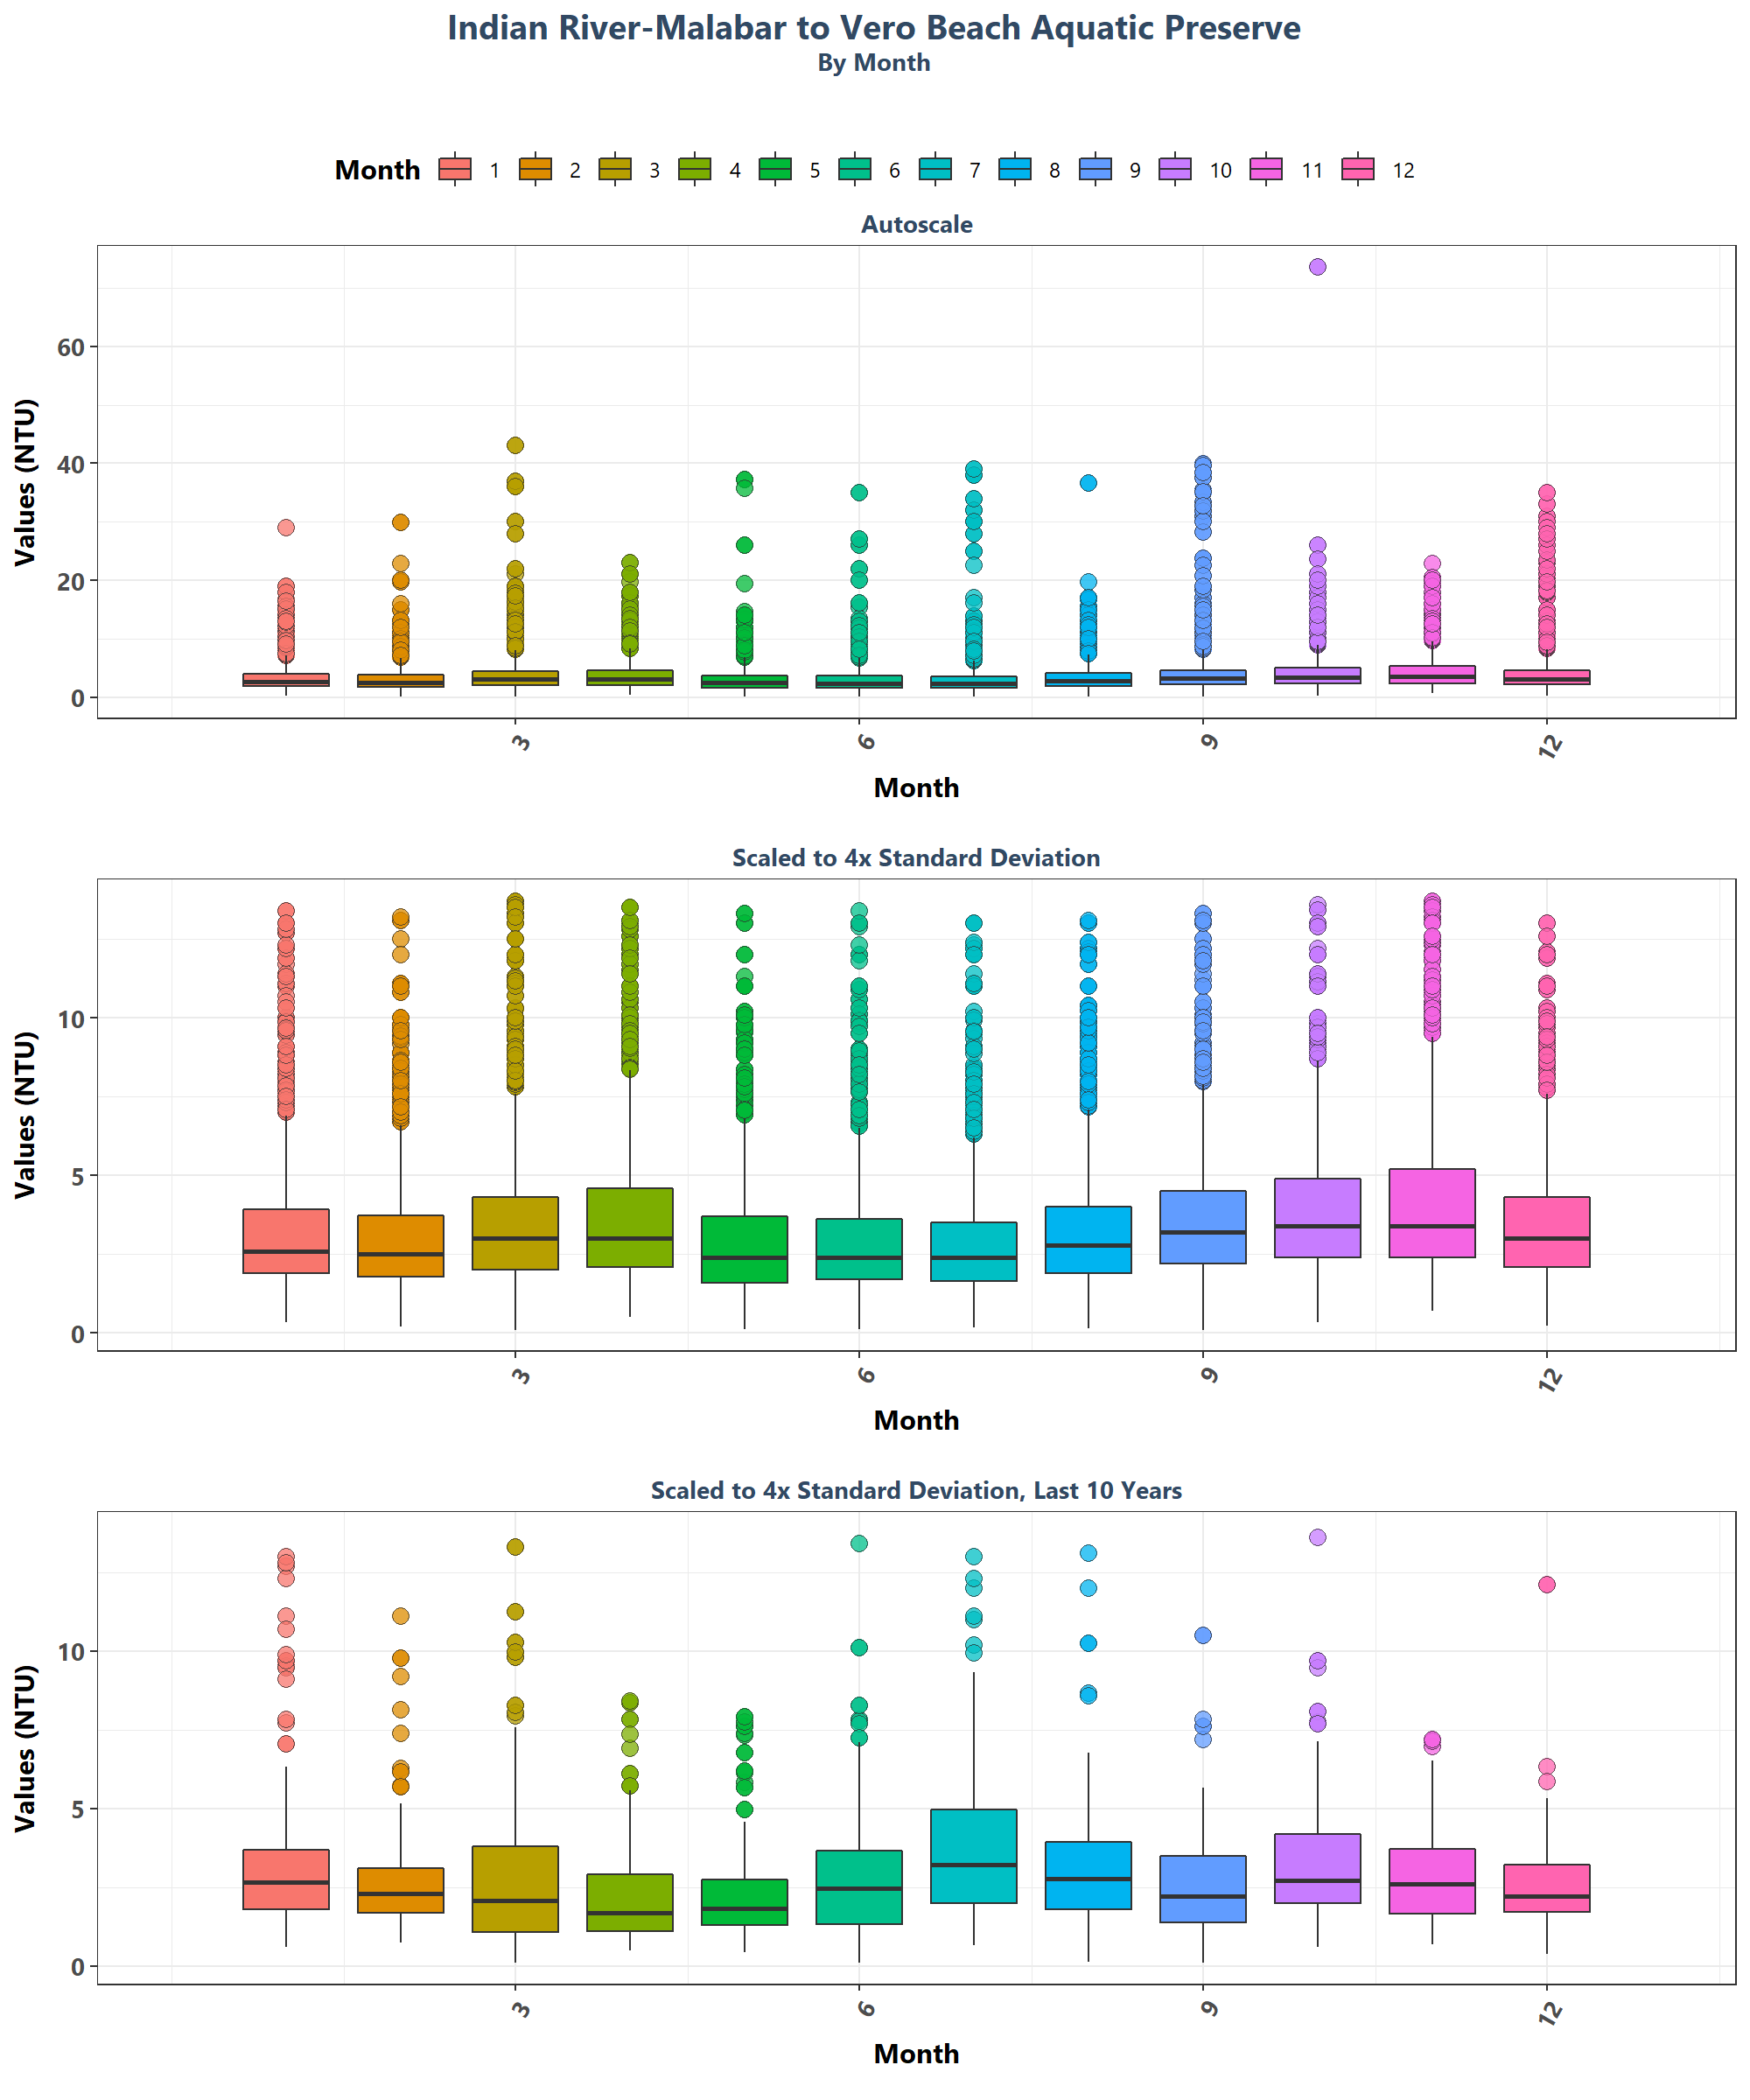 Indian River-Malabar to Vero Beach Aquatic Preserve
By Month
Month 1 2 3 4 5 6 7 8 9 10 11 12
Autoscale
Values (NTU)
60
40
20
0
3 6 9 12
Month
Scaled to 4x Standard Deviation
Values (NTU)
10
5
0
3 6 9 12
Month
Scaled to 4x Standard Deviation, Last 10 Years
Values (NTU)
10
5
0
3 6 9 12
Month